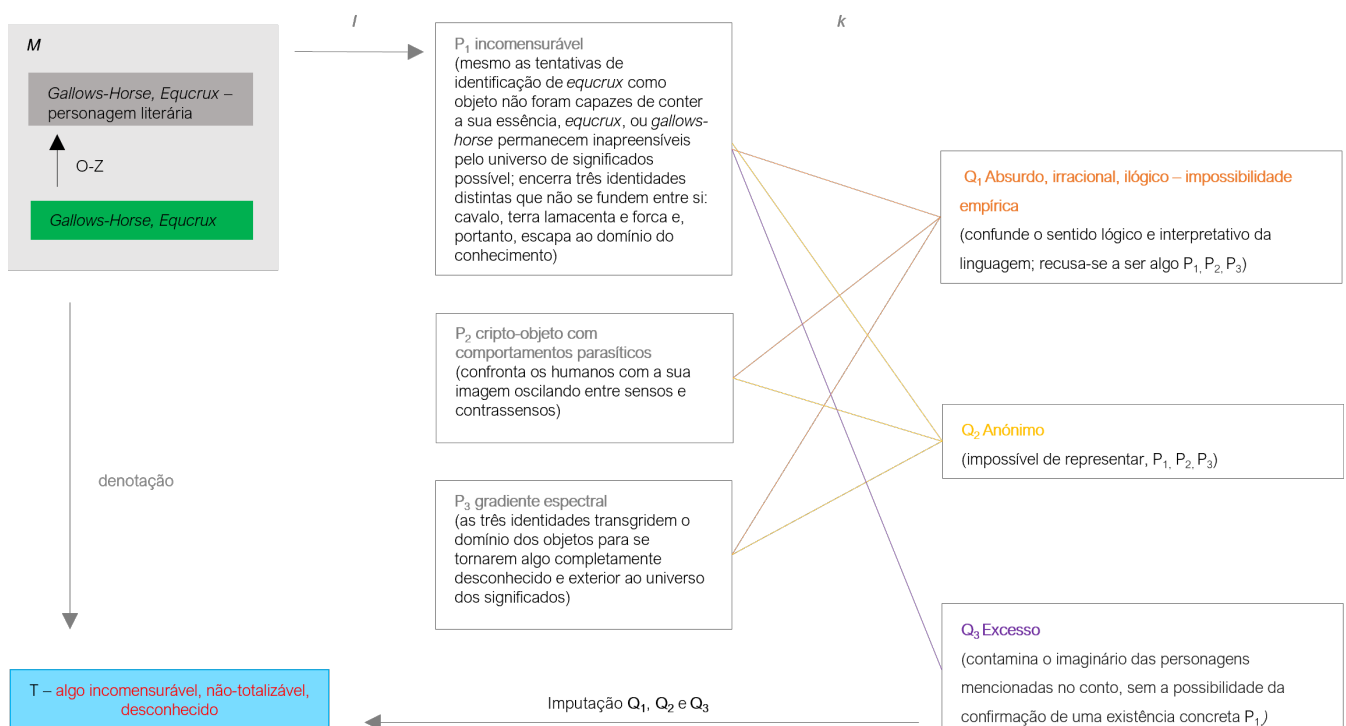 M
Gallows-Horse, Equcrux –
personagem literária
O-Z
Gallows-Horse, Equcrux
denotação
T – algo incomensurável, não-totalizável,
desconhecido
I
P₁ incomensurável
(mesmo as tentativas de
identificação de equcrux como
objeto não foram capazes de conter
a sua essência, equcrux, ou gallows-
horse permanecem inapreensíveis
pelo universo de significados
possível; encerra três identidades
distintas que não se fundem entre si:
cavalo, terra lamacenta e forca e,
portanto, escapa ao domínio do
conhecimento)
P₂ cripto-objeto com
comportamentos parasíticos
(confronta os humanos com a sua
imagem oscilando entre sensos e
contrassensos)
P₃ gradiente espectral
(as três identidades transgridem o
domínio dos objetos para se
tornarem algo completamente
desconhecido e exterior ao universo
dos significados)
k
Q₁ Absurdo, irracional, ilógico – impossibilidade
empírica
(confunde o sentido lógico e interpretativo da
linguagem; recusa-se a ser algo P₁, P₂, P₃)
Q₂ Anónimo
(impossível de representar, P₁, P₂, P₃)
Q₃ Excesso
(contamina o imaginário das personagens
mencionadas no conto, sem a possibilidade da
confirmação de uma existência concreta P₁)
Imputação Q₁, Q₂ e Q₃